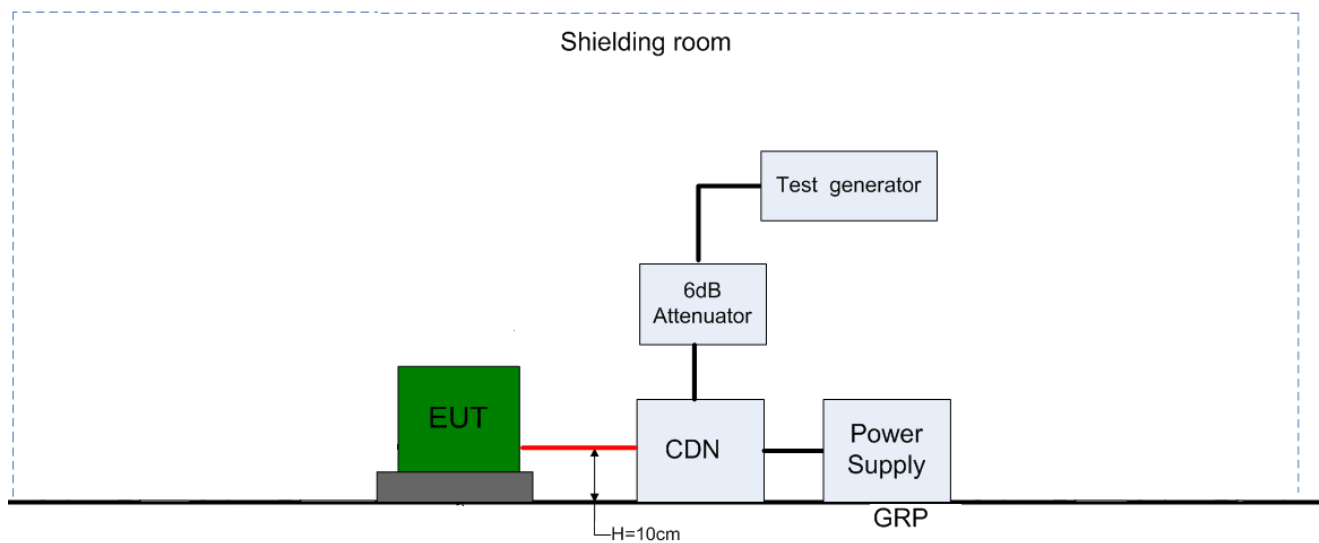 Shielding room
Test generator
6dB
Attenuator
EUT
CDN
Power
Supply
GRP
H=10cm